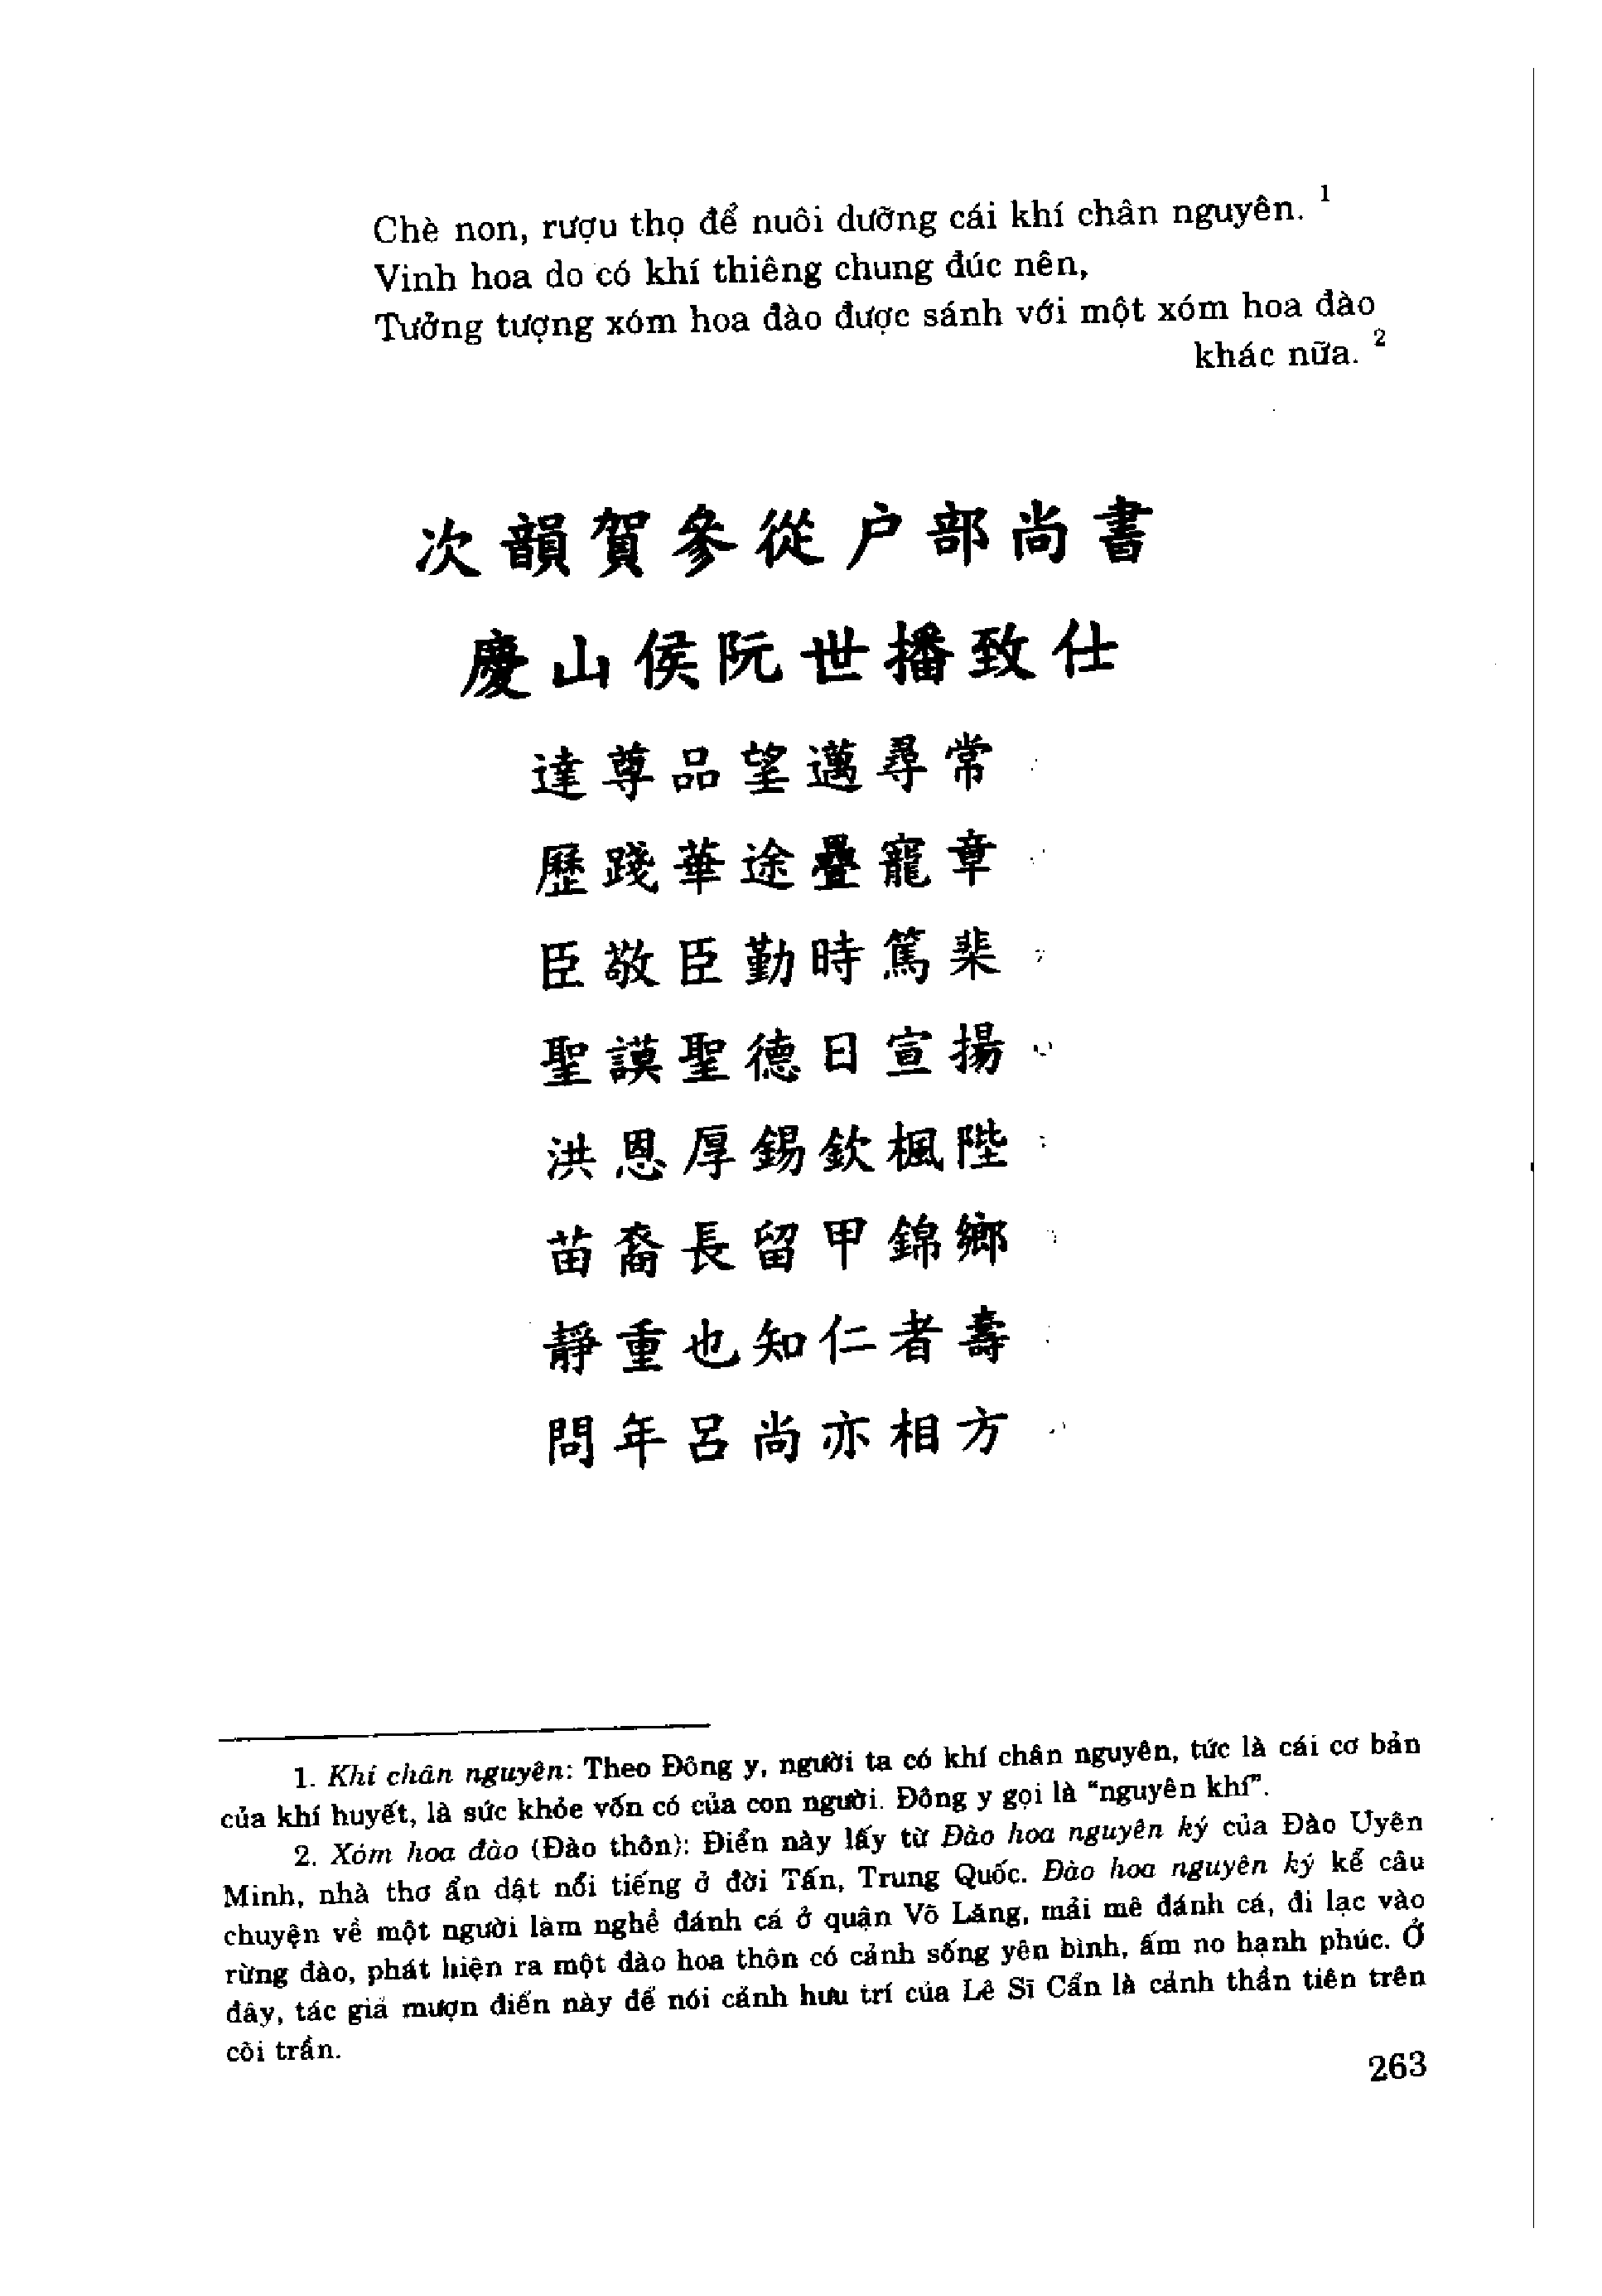 Chè non, rượu thọ để nuôi dưỡng cái khí chân nguyên. 1
Vinh hoa do có khí thiêng chung đúc nên,
Tưởng tượng xóm hoa đào được sánh với một xóm hoa đào
khác nữa. 2
次韻賀參從户部尚書
慶山侯阮世播致仕
達尊品望邁尋常
歷踐華途疊寵章
臣敬臣勤時篤棐
聖謨聖德日宣揚
洪恩厚錫欽楓陛
苗裔長留甲錦鄉
靜重也知仁者壽
問年呂尚亦相方
1. Khí chân nguyên: Theo Đông y, người ta có khí chân nguyên, tức là cái cơ bản
của khí huyết, là sức khỏe vốn có của con người. Đông y gọi là "nguyên khí".
2. Xóm hoa đào (Đào thôn): Điển này lấy từ Đào hoa nguyên ký của Đào Uyên
Minh, nhà thơ ẩn dật nổi tiếng ở đời Tấn, Trung Quốc. Đào hoa nguyên ký kể câu
chuyện về một người làm nghề đánh cá ở quận Võ Lăng, mải mê đánh cá, đi lạc vào
rừng đào, phát hiện ra một đào hoa thôn có cảnh sống yên bình, ấm no hạnh phúc. Ở
đây, tác giả mượn điển này để nói cảnh hưu trí của Lê Sĩ Cẩn là cảnh thần tiên trên
cõi trần.
263